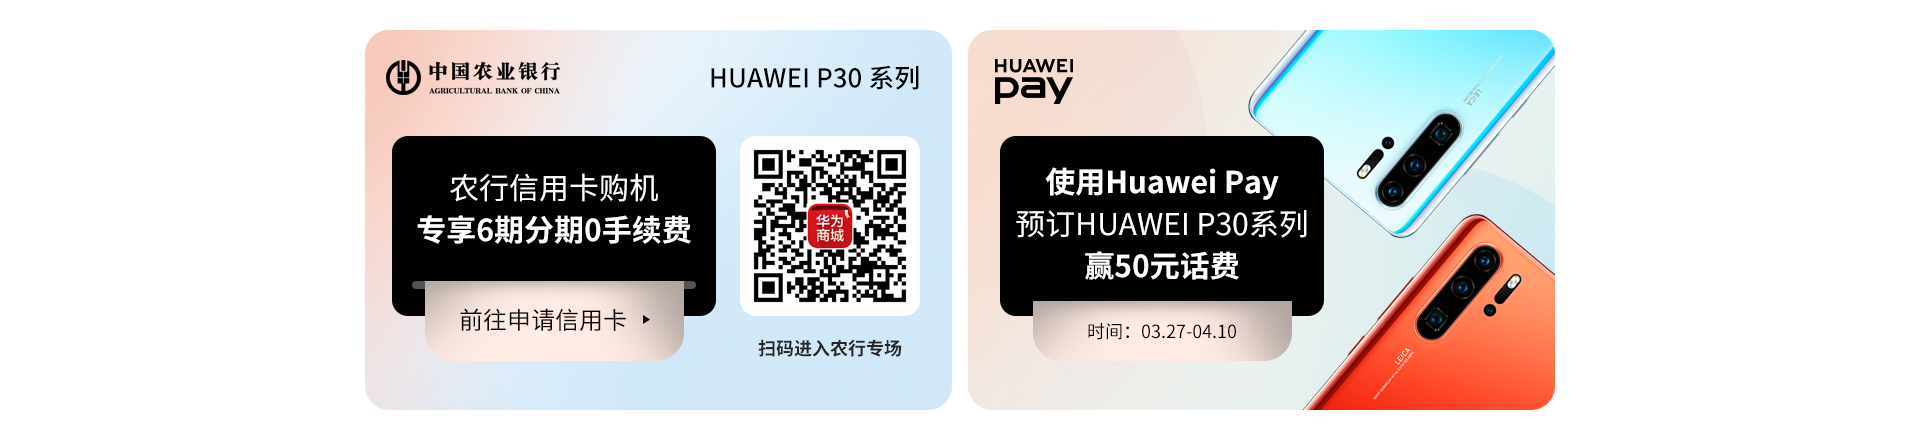 中国农业银行
AGRICULTURAL BANK OF CHINA
HUAWEI P30 系列
农行信用卡购机
专享6期分期0手续费
前往申请信用卡
华为
商城
扫码进入农行专场
HUAWEI
pay
使用Huawei Pay
预订HUAWEI P30系列
赢50元话费
时间：03.27-04.10
LEICA
LEICA